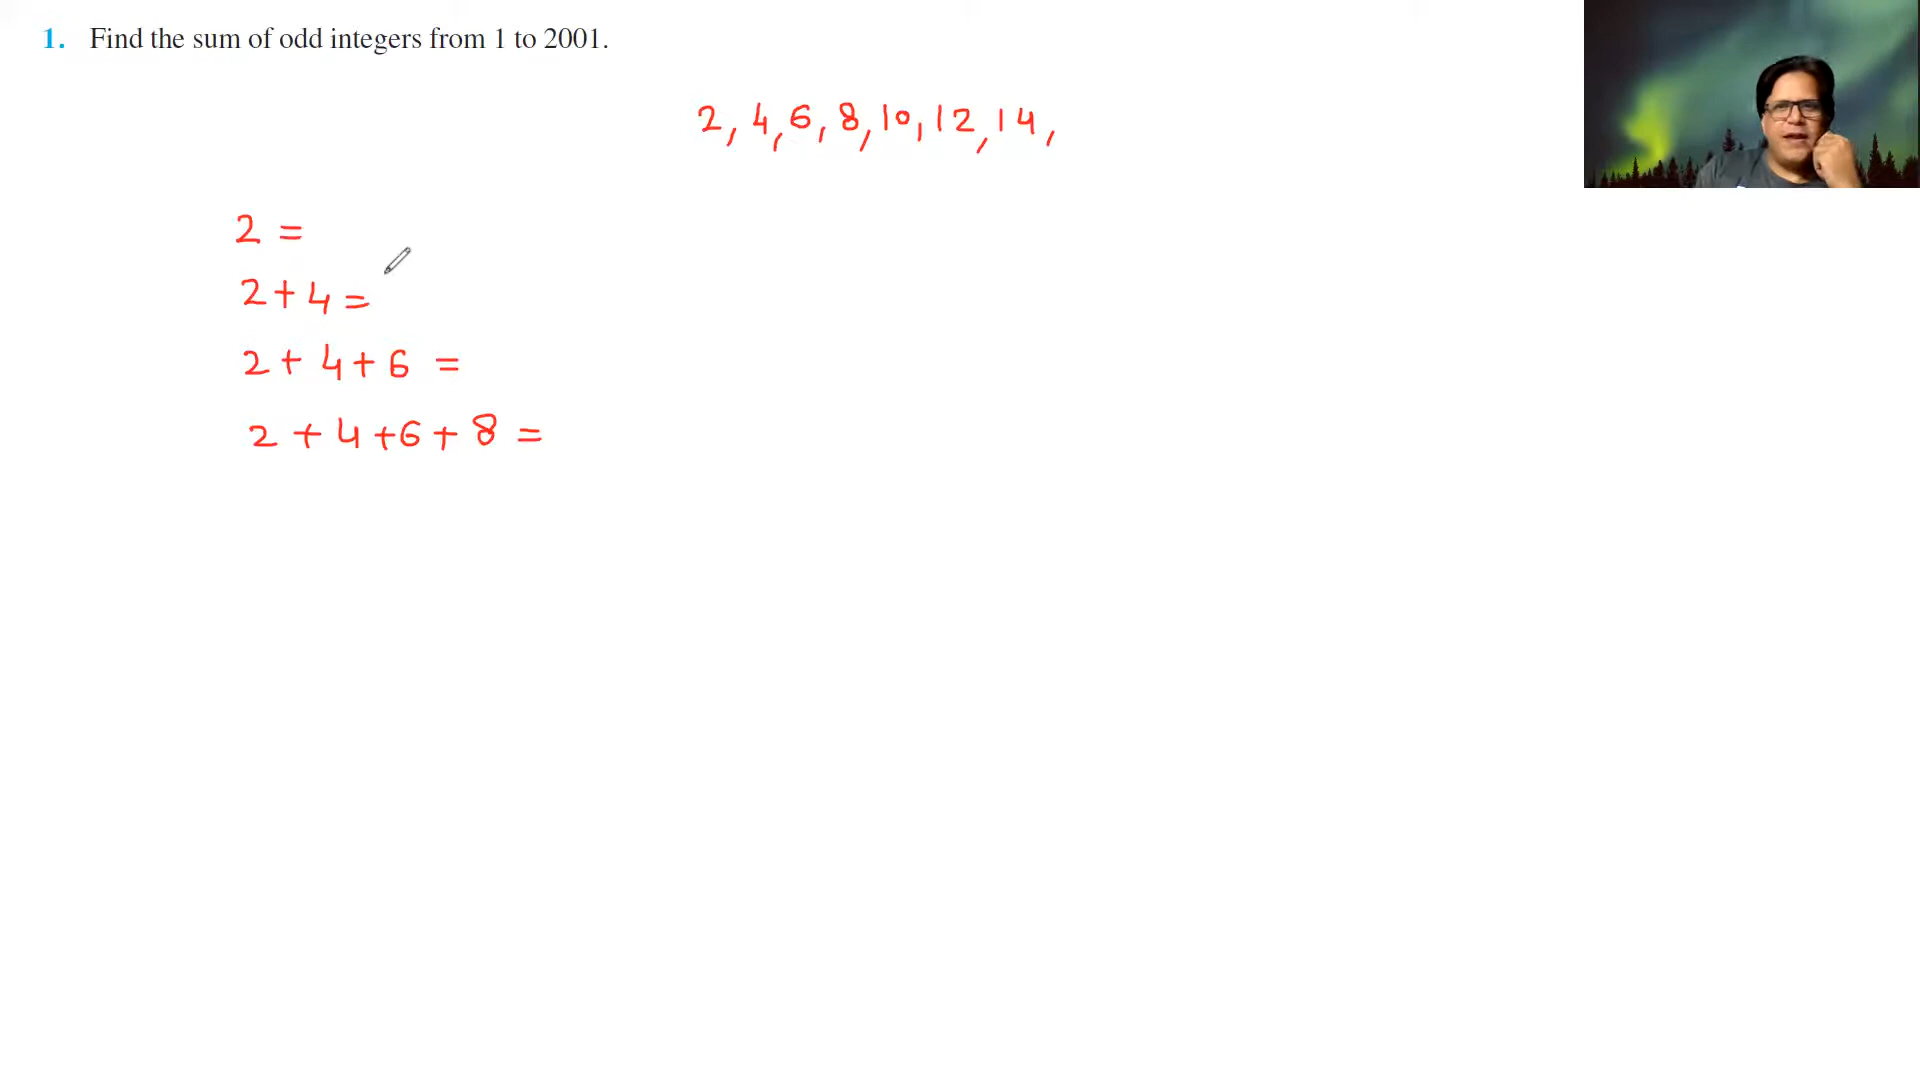 1. Find the sum of odd integers from 1 to 2001.
2, 4, 6, 8, 10, 12, 14,
2 =
2 + 4 =
2 + 4 + 6 =
2 + 4 + 6 + 8 =